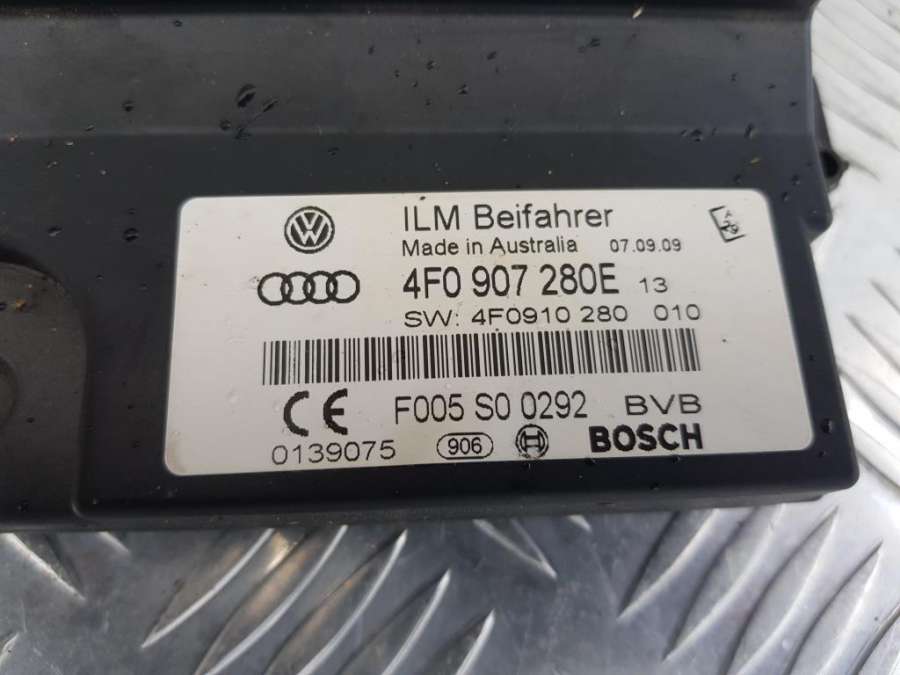 ILM Beifahrer
Made in Australia 07.09.09
4F0 907 280E 13
SW: 4F0910 280 010
CE F005 S0 0292 BVB
0139075 906 BOSCH